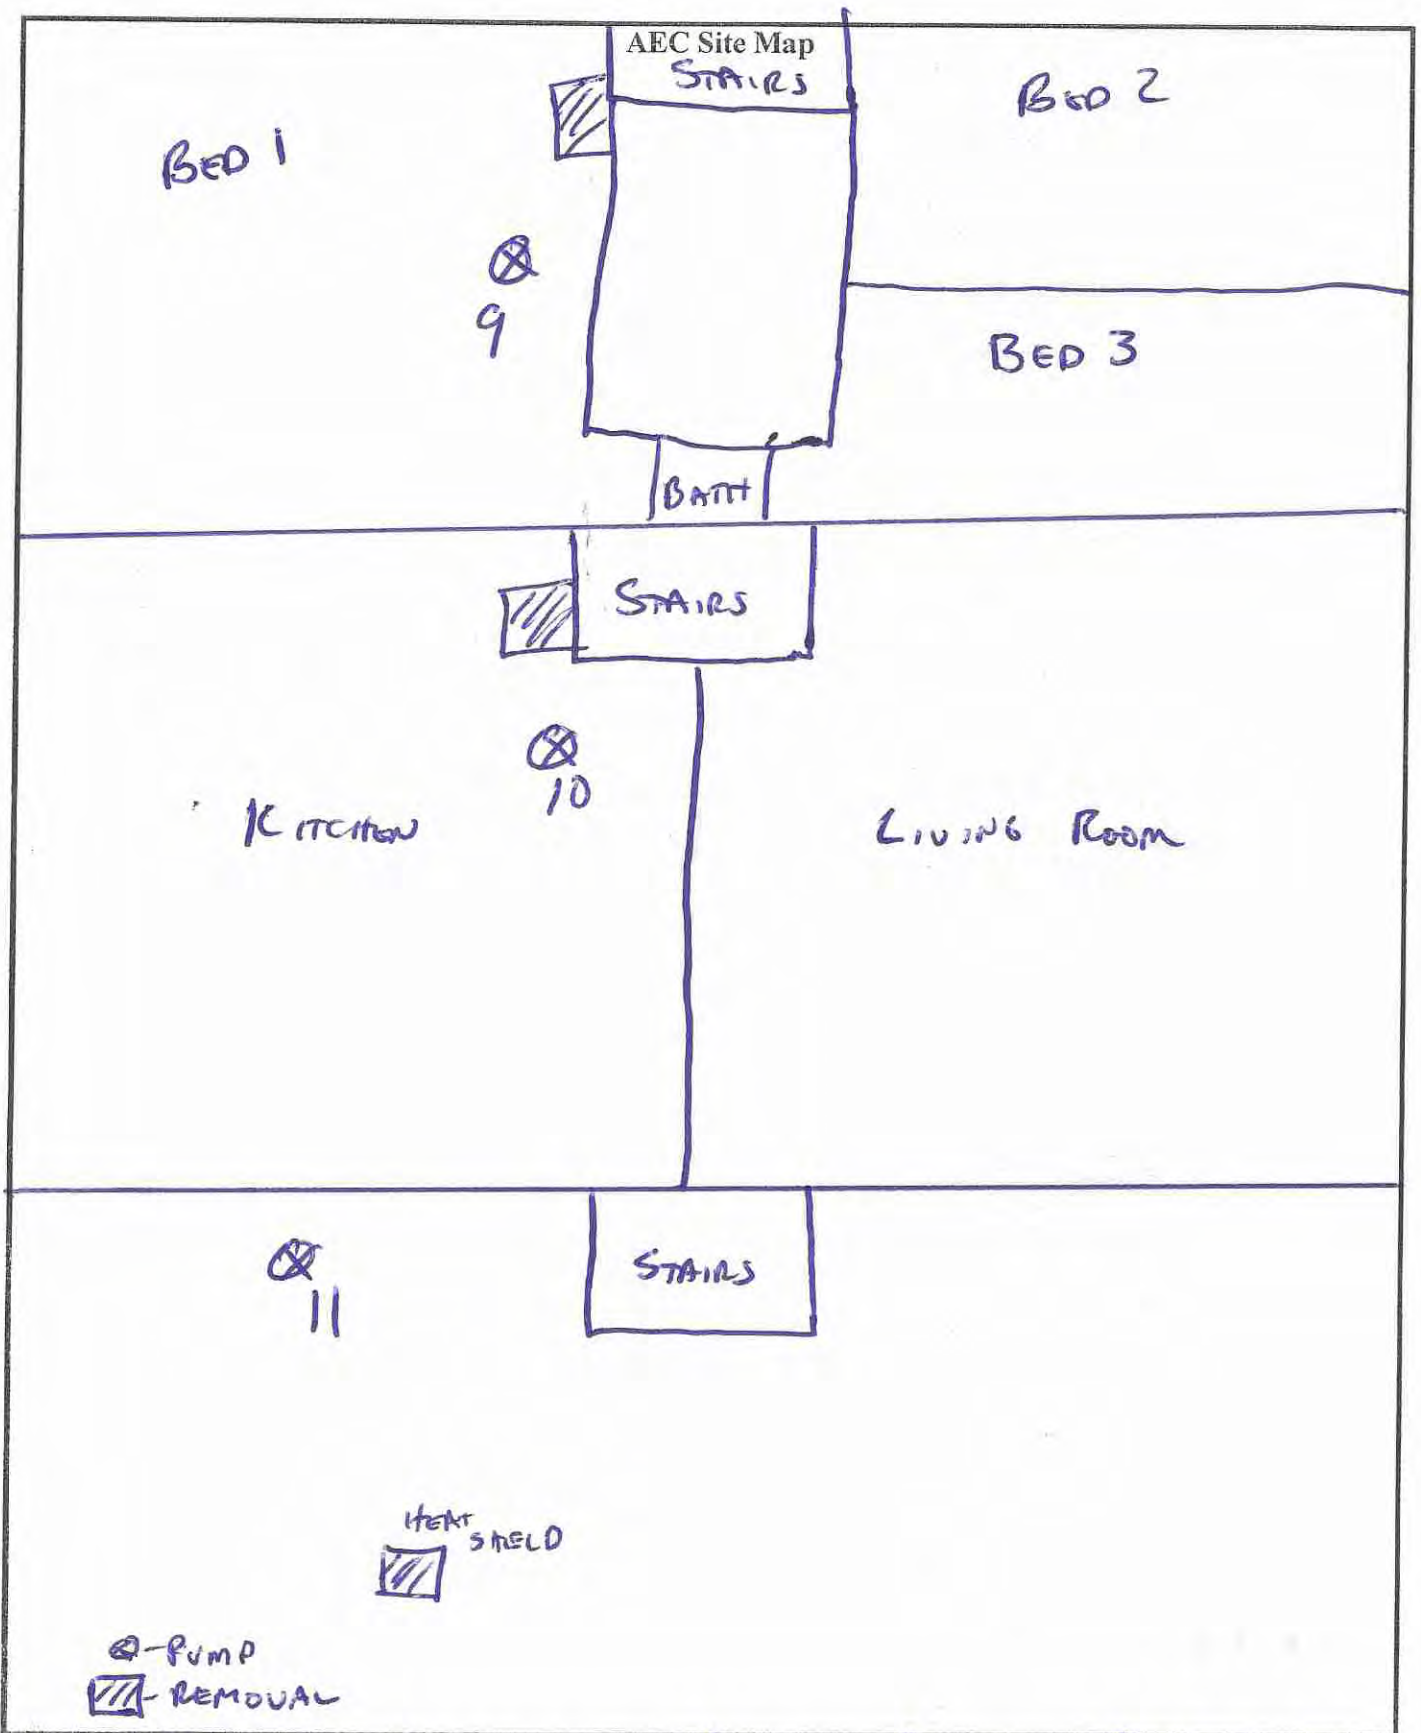 AEC Site Map
STAIRS
BED 1
BED 2
9
BED 3
BATH
STAIRS
10
KITCHEN
LIVING ROOM
STAIRS
11
HEAT
SHELD
- PUMP
- REMOVAL